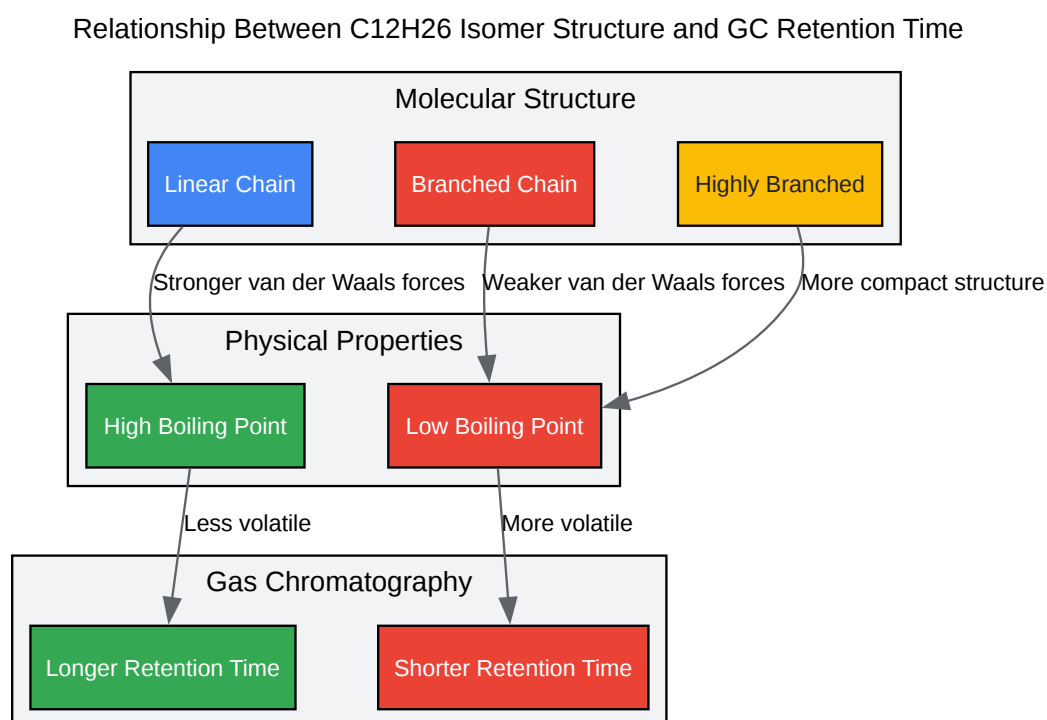 Relationship Between C12H26 Isomer Structure and GC Retention Time
Molecular Structure
Linear Chain
Branched Chain
Highly Branched
Stronger van der Waals forces
Weaker van der Waals forces
More compact structure
Physical Properties
High Boiling Point
Low Boiling Point
Less volatile
More volatile
Gas Chromatography
Longer Retention Time
Shorter Retention Time